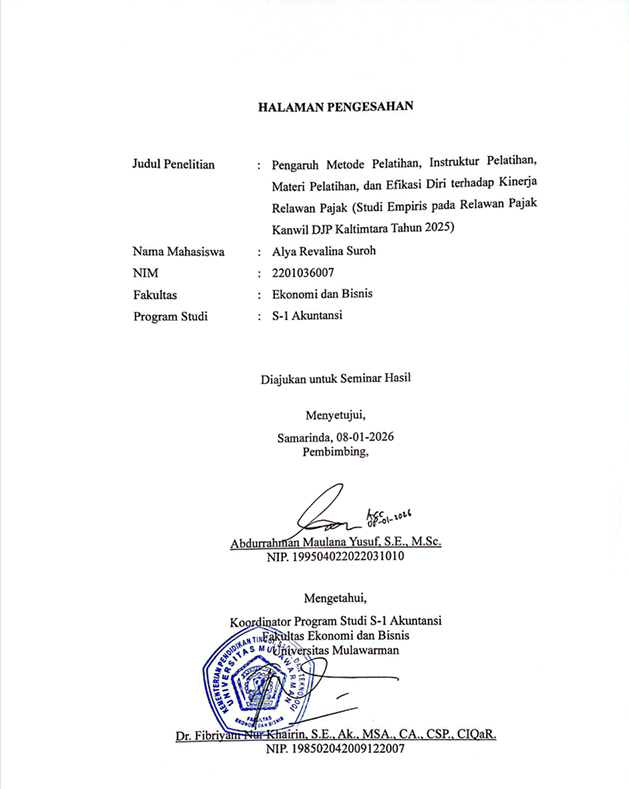 HALAMAN PENGESAHAN
Judul Penelitian : Pengaruh Metode Pelatihan, Instruktur Pelatihan,
Materi Pelatihan, dan Efikasi Diri terhadap Kinerja
Relawan Pajak (Studi Empiris pada Relawan Pajak
Kanwil DJP Kaltimtara Tahun 2025)
Nama Mahasiswa : Alya Revalina Suroh
NIM : 2201036007
Fakultas : Ekonomi dan Bisnis
Program Studi : S-1 Akuntansi
Diajukan untuk Seminar Hasil
Menyetujui,
Samarinda, 08-01-2026
Pembimbing,
08-01-2026
Abdurrahman Maulana Yusuf, S.E., M.Sc.
NIP. 199504022022031010
Mengetahui,
Koordinator Program Studi S-1 Akuntansi
Fakultas Ekonomi dan Bisnis
Universitas Mulawarman
KEMENTERIAN PENDIDIKAN TINGGI, DAN TEKNOLOGI
UNIVERSITAS MULAWARMAN
FAKULTAS
EKONOMI DAN BISNIS
Dr. Fibriyani Nur Khairin, S.E., Ak., MSA., CA., CSP., CIQaR.
NIP. 198502042009122007